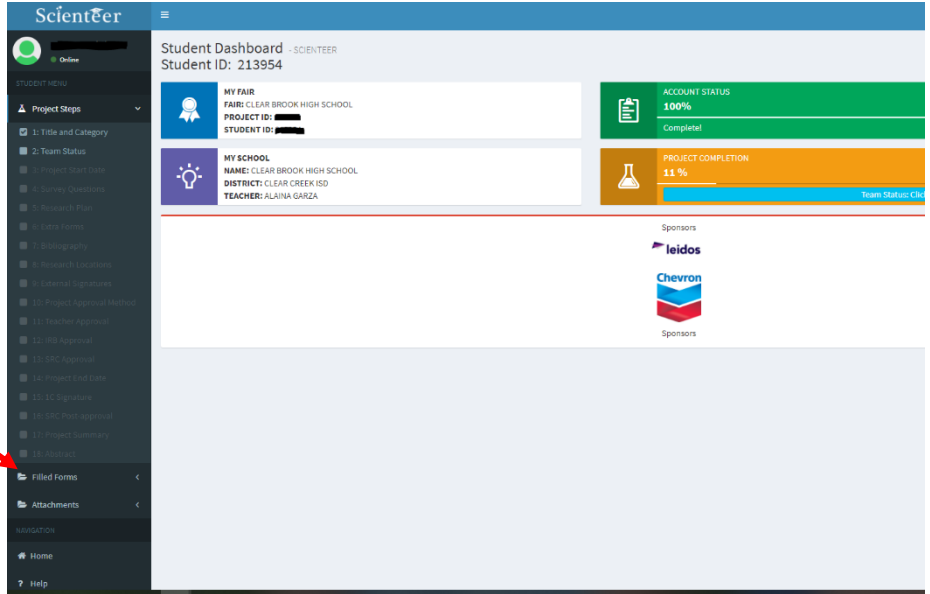 Scienteer
Online
STUDENT MENU
Project Steps
1: Title and Category
2: Team Status
3: Project Start Date
4: Survey Questions
5: Research Plan
6: Extra Forms
7: Bibliography
8: Research Locations
9: External Signatures
10: Project Approval Method
11: Teacher Approval
12: IRB Approval
13: SRC Approval
14: Project End Date
15: 1C Signature
16: SRC Post-approval
17: Project Summary
18: Abstract
Filled Forms
Attachments
NAVIGATION
Home
? Help
Student Dashboard - SCIENTEER
Student ID: 213954
MY FAIR
FAIR: CLEAR BROOK HIGH SCHOOL
PROJECT ID:
STUDENT ID:
ACCOUNT STATUS
100%
Complete!
MY SCHOOL
NAME: CLEAR BROOK HIGH SCHOOL
DISTRICT: CLEAR CREEK ISD
TEACHER: ALAINA GARZA
PROJECT COMPLETION
11 %
Team Status: Clic
Sponsors
leidos
Chevron
Sponsors